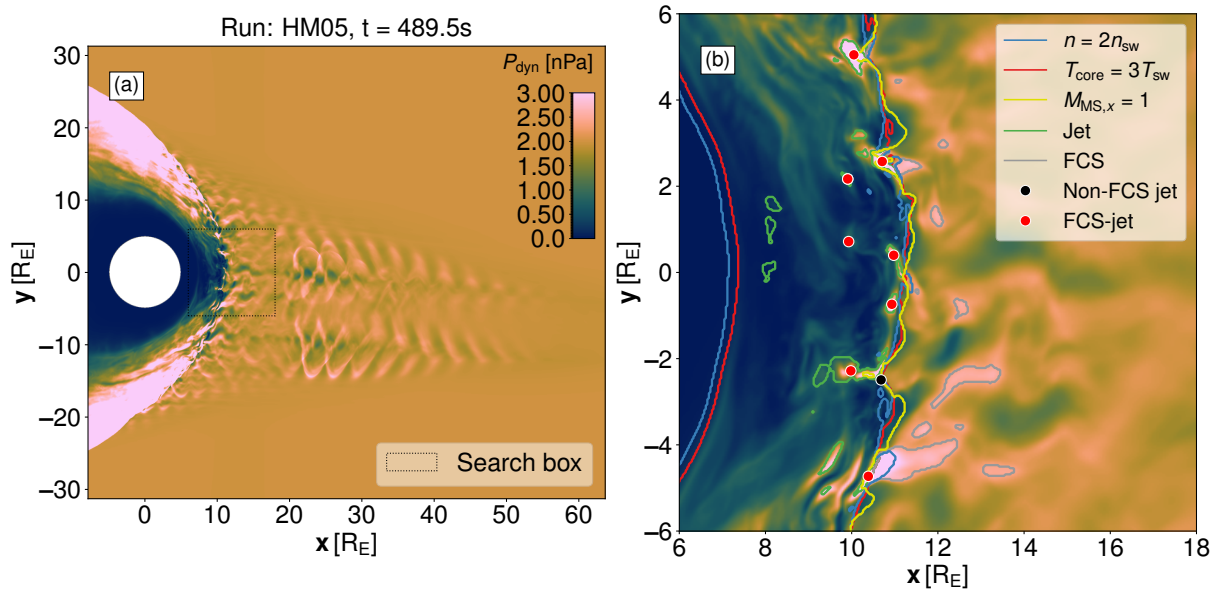 Run: HM05, t = 489.5s
(a)
P_dyn [nPa]
3.00
2.50
2.00
1.50
1.00
0.50
0.0
30
20
10
0
−10
−20
−30
y [R_E]
Search box
0
10
20
30
40
50
60
x [R_E]
(b)
n = 2n_sw
T_core = 3T_sw
M_MS,x = 1
Jet
FCS
Non-FCS jet
FCS-jet
6
4
2
0
−2
−4
−6
y [R_E]
6
8
10
12
14
16
18
x [R_E]